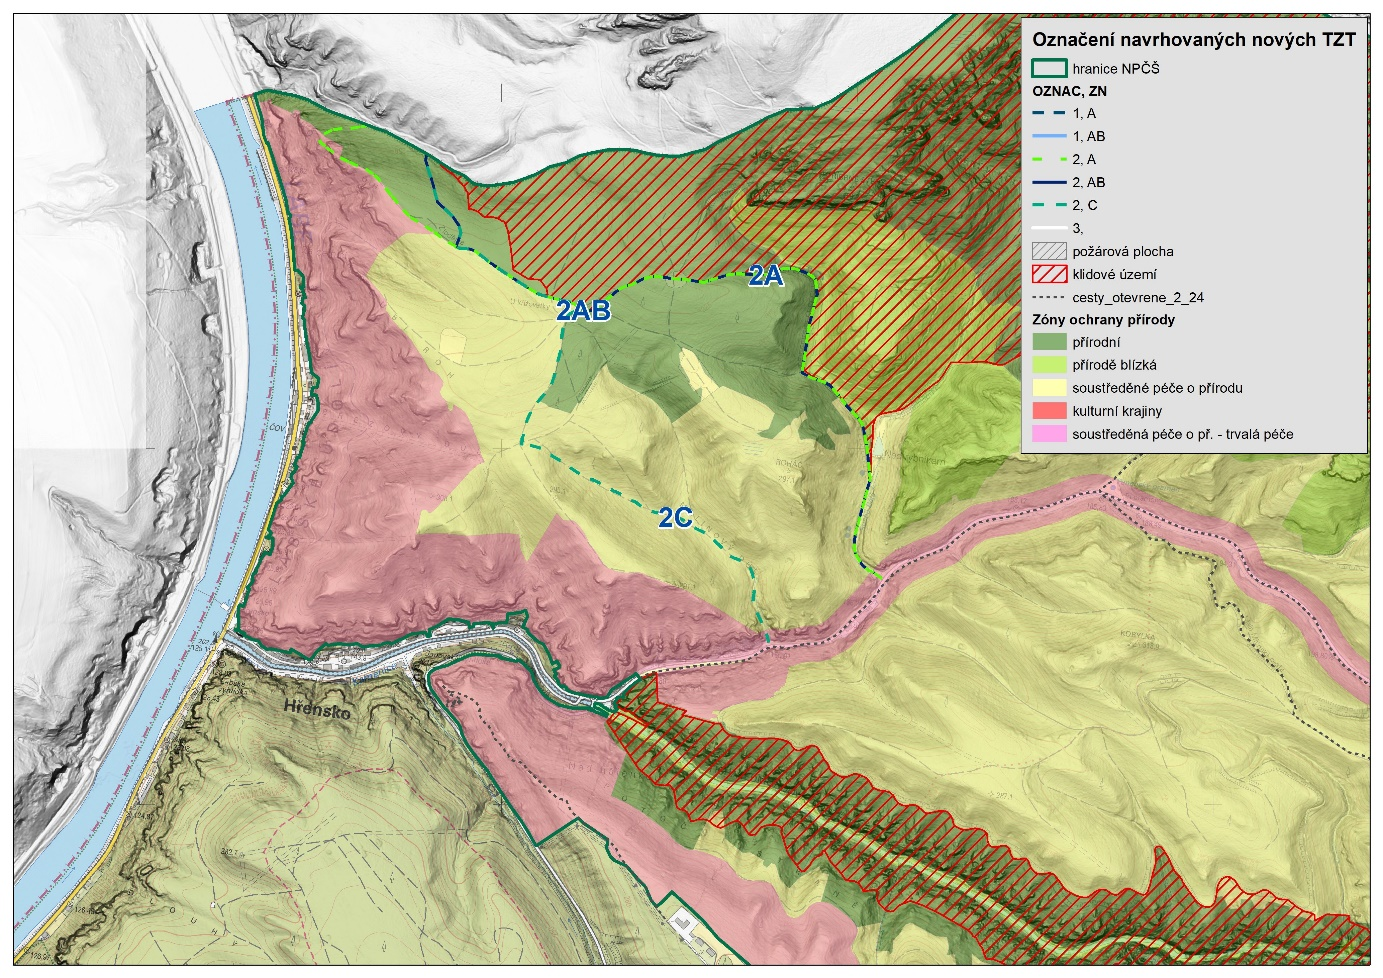 Označení navrhovaných nových TZT
hranice NPČŠ
OZNAC, ZN
1, A
1, AB
2, A
2, AB
2, C
3,
požárová plocha
klidové území
cesty_otevrene_2_24
Zóny ochrany přírody
přírodní
přírodě blízká
soustředěné péče o přírodu
kulturní krajiny
soustředěná péče o př. - trvalá péče
2A
2AB
2C
ČOV
Hřensko
KOBYLKA